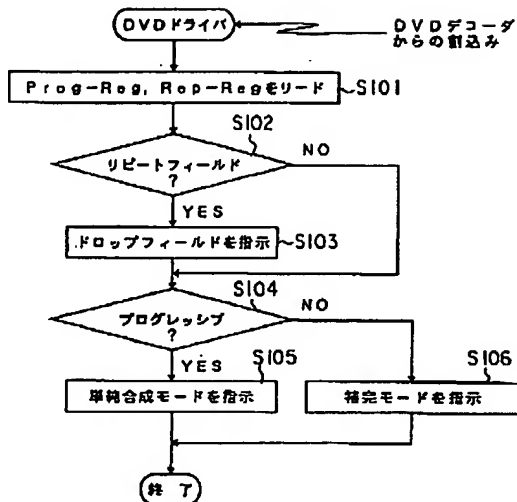 DVDドライバ
DVDデコーダ
からの割込み
Prog-Reg, Rep-Regをリード
S101
S102
リピートフィールド
?
NO
YES
ドロップフィールドを指示
S103
S104
プログレッシブ
?
NO
YES
S105
S106
単純合成モードを指示
補完モードを指示
終了